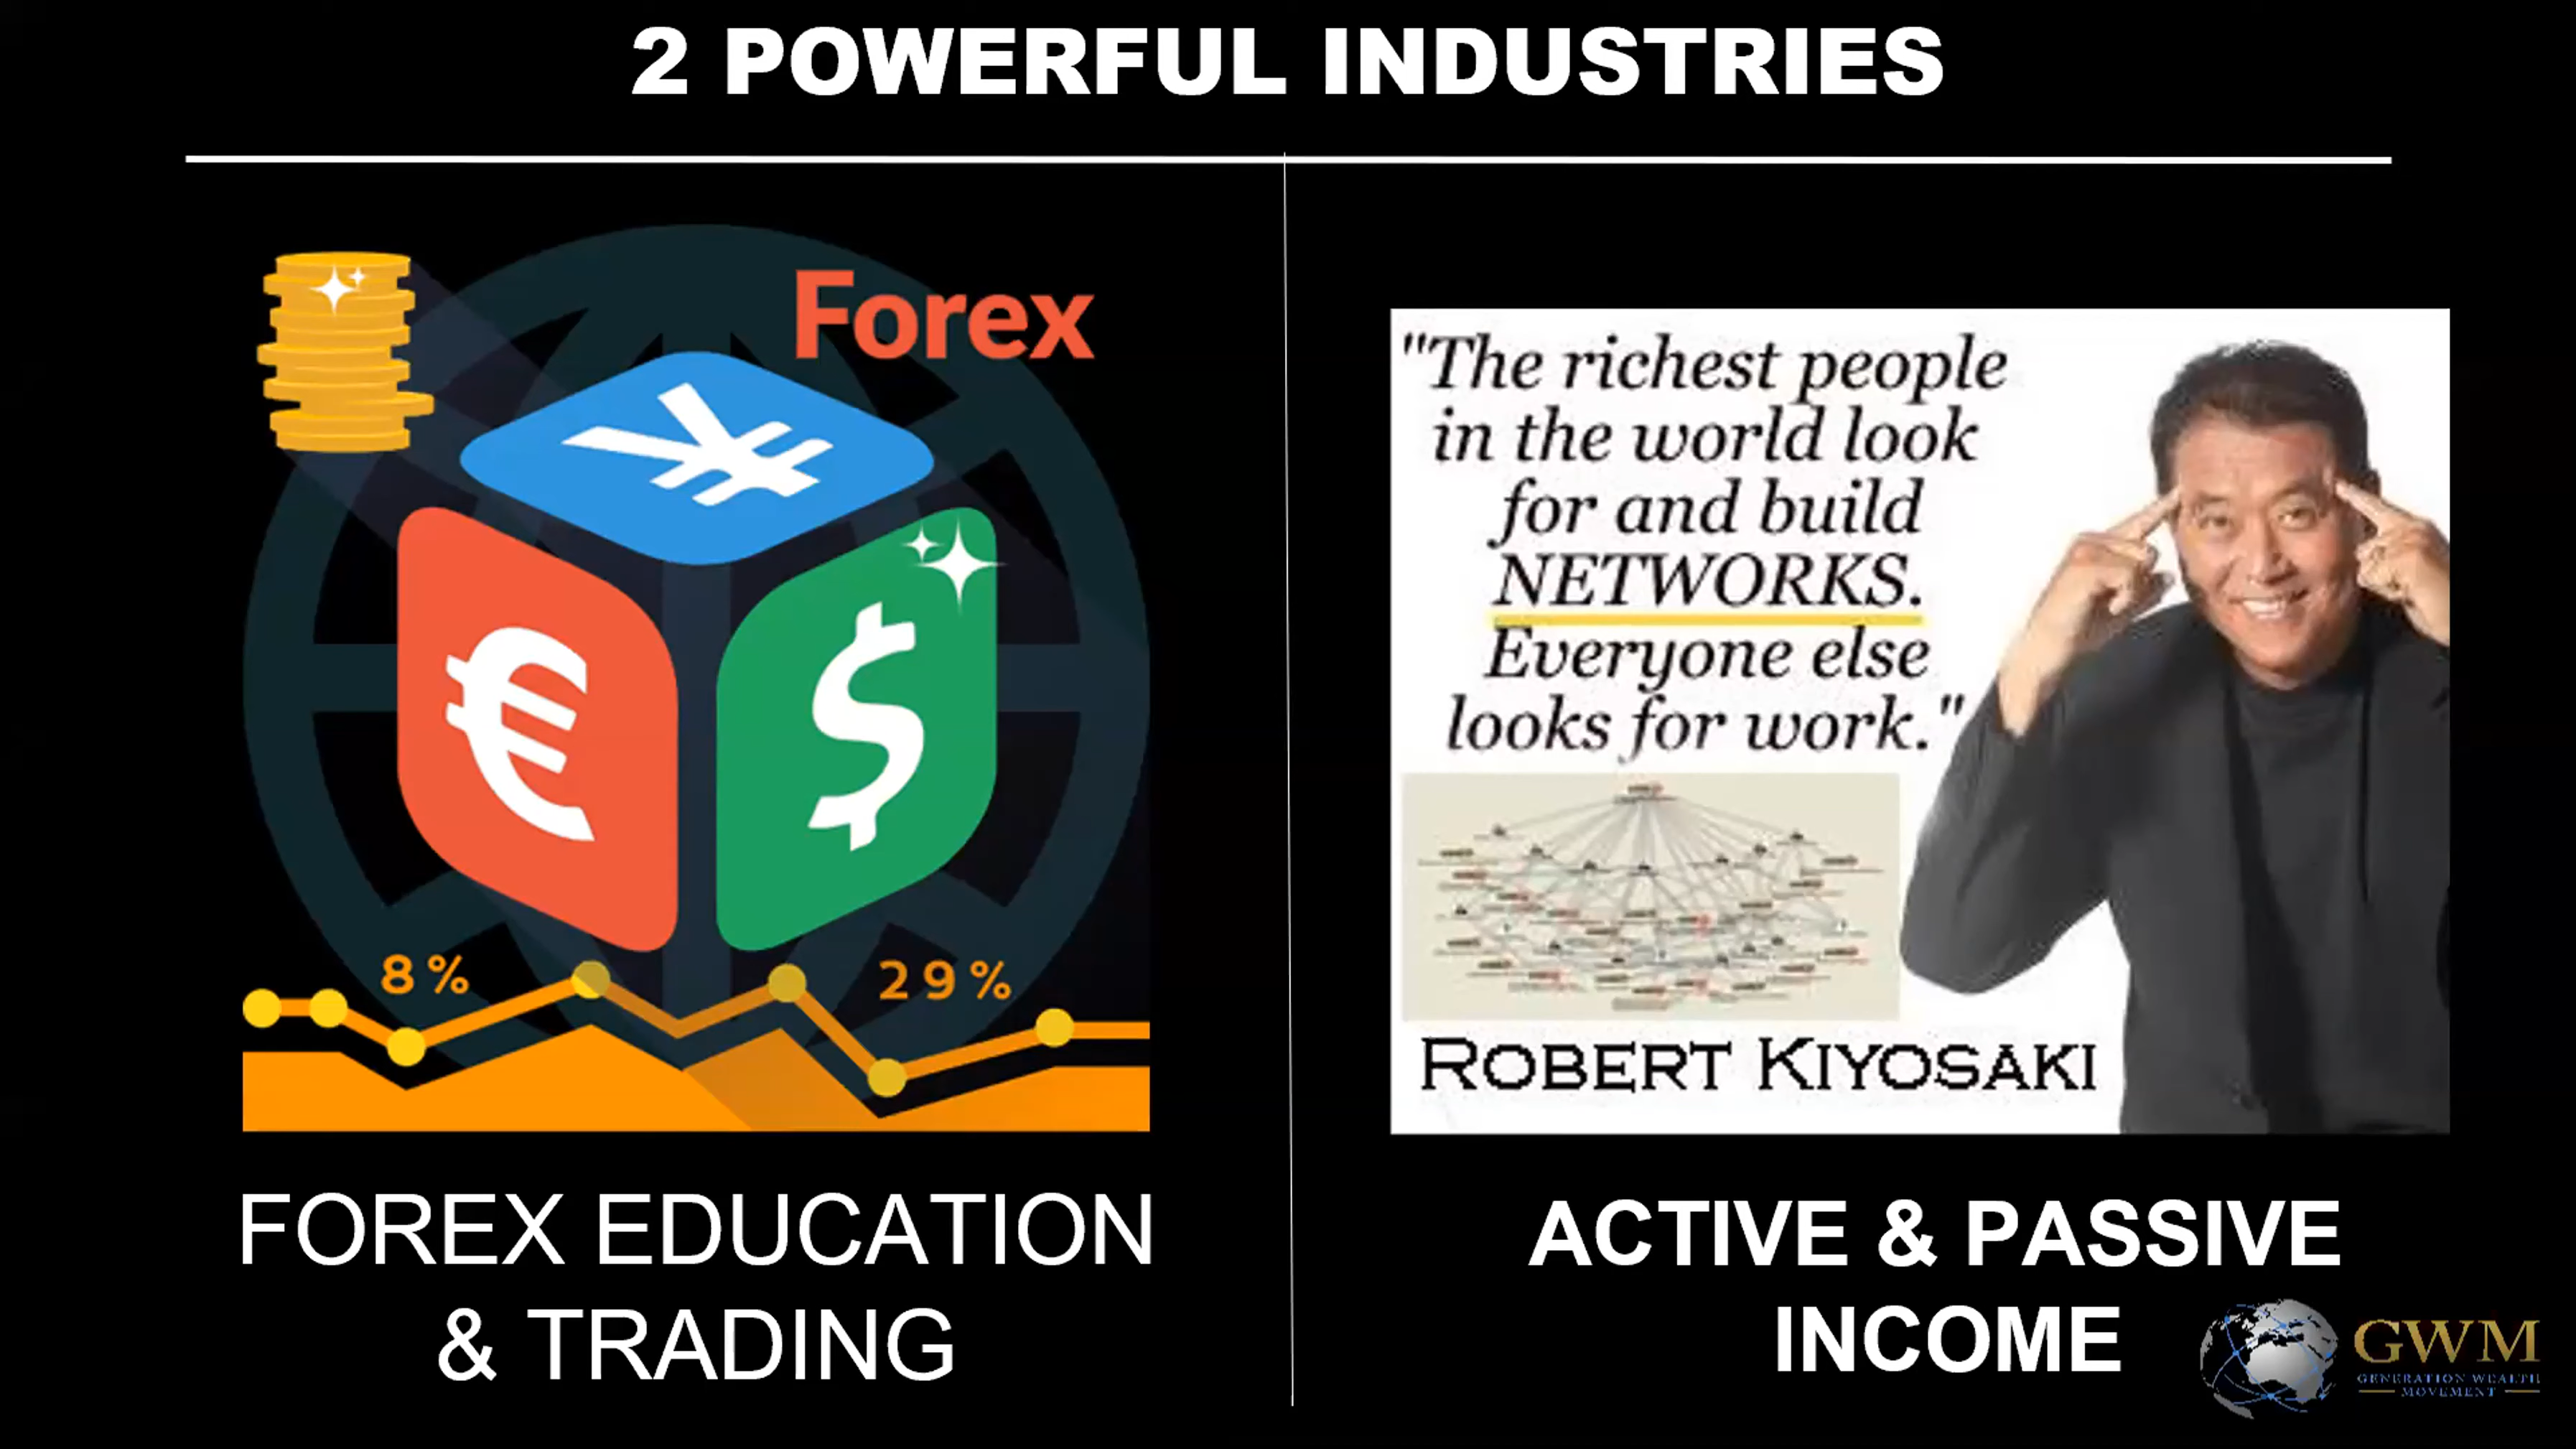 2 POWERFUL INDUSTRIES
Forex
¥
€
$
8%
29%
FOREX EDUCATION
& TRADING
"The richest people
in the world look
for and build
NETWORKS.
Everyone else
looks for work."
ROBERT KIYOSAKI
ACTIVE & PASSIVE
INCOME
GWM
GENERATION WEALTH
MOVEMENT